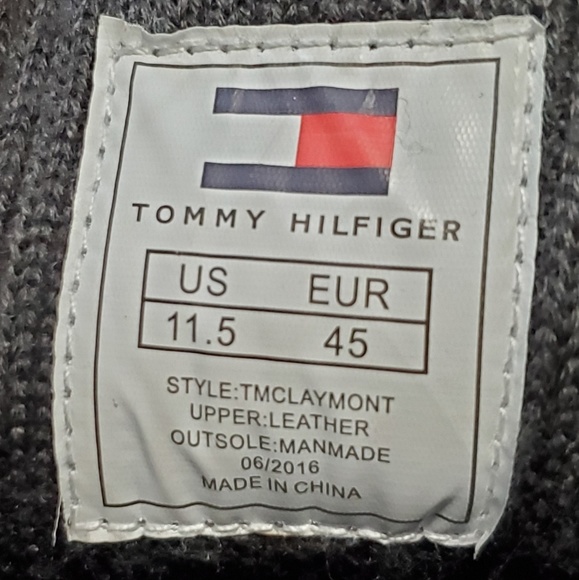 TOMMY HILFIGER
US EUR
11.5 45
STYLE:TMCLAYMONT
UPPER:LEATHER
OUTSOLE:MANMADE
06/2016
MADE IN CHINA